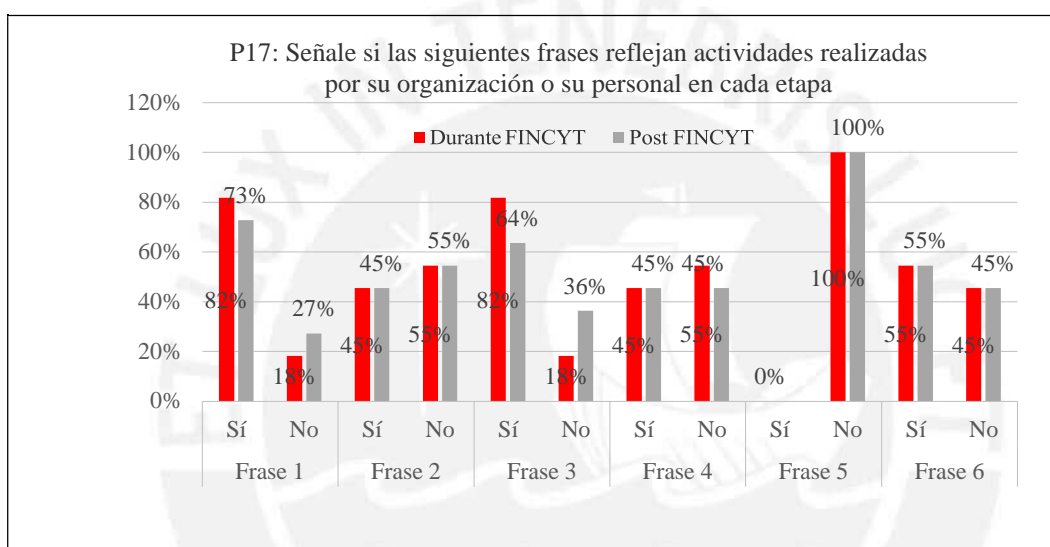 P17: Señale si las siguientes frases reflejan actividades realizadas
por su organización o su personal en cada etapa
120%
100%
80%
60%
40%
20%
0%
Durante FINCYT
Post FINCYT
82%
73%
18%
27%
45%
45%
55%
55%
82%
64%
18%
36%
45%
45%
55%
45%
0%
100%
100%
55%
55%
45%
45%
Sí
No
Sí
No
Sí
No
Sí
No
Sí
No
Sí
No
Frase 1
Frase 2
Frase 3
Frase 4
Frase 5
Frase 6